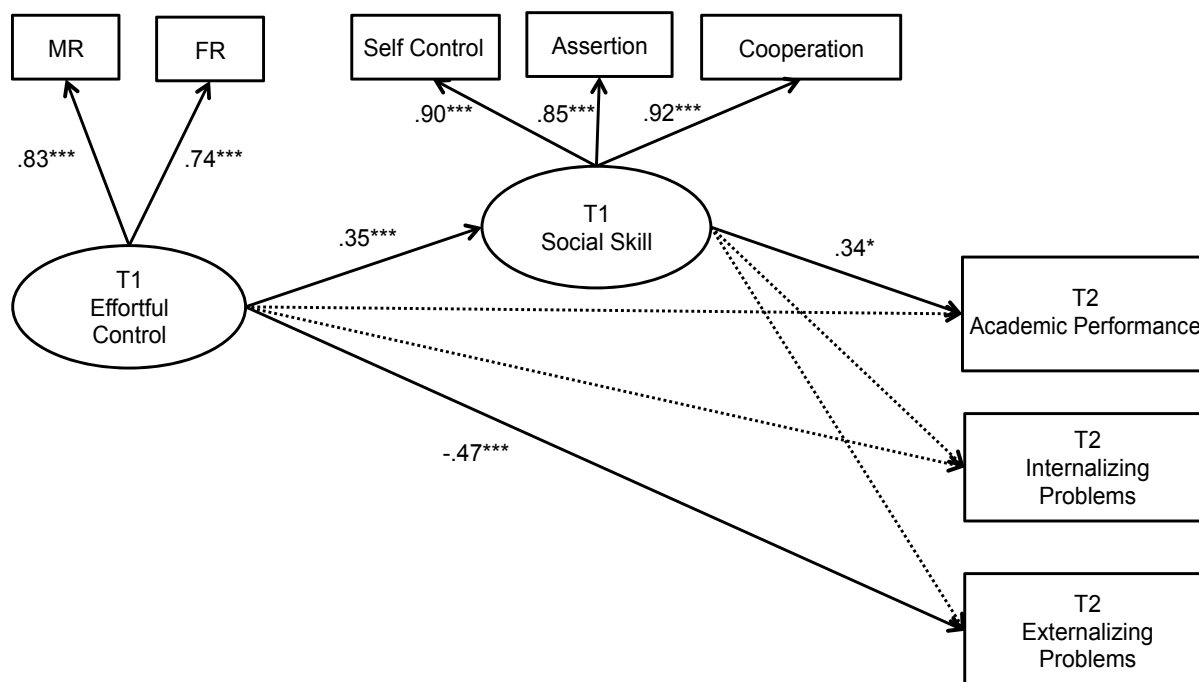 MR
FR
Self Control
Assertion
Cooperation
.83***
.74***
.90***
.85***
.92***
T1
Effortful
Control
.35***
T1
Social Skill
.34*
-.47***
T2
Academic Performance
T2
Internalizing
Problems
T2
Externalizing
Problems